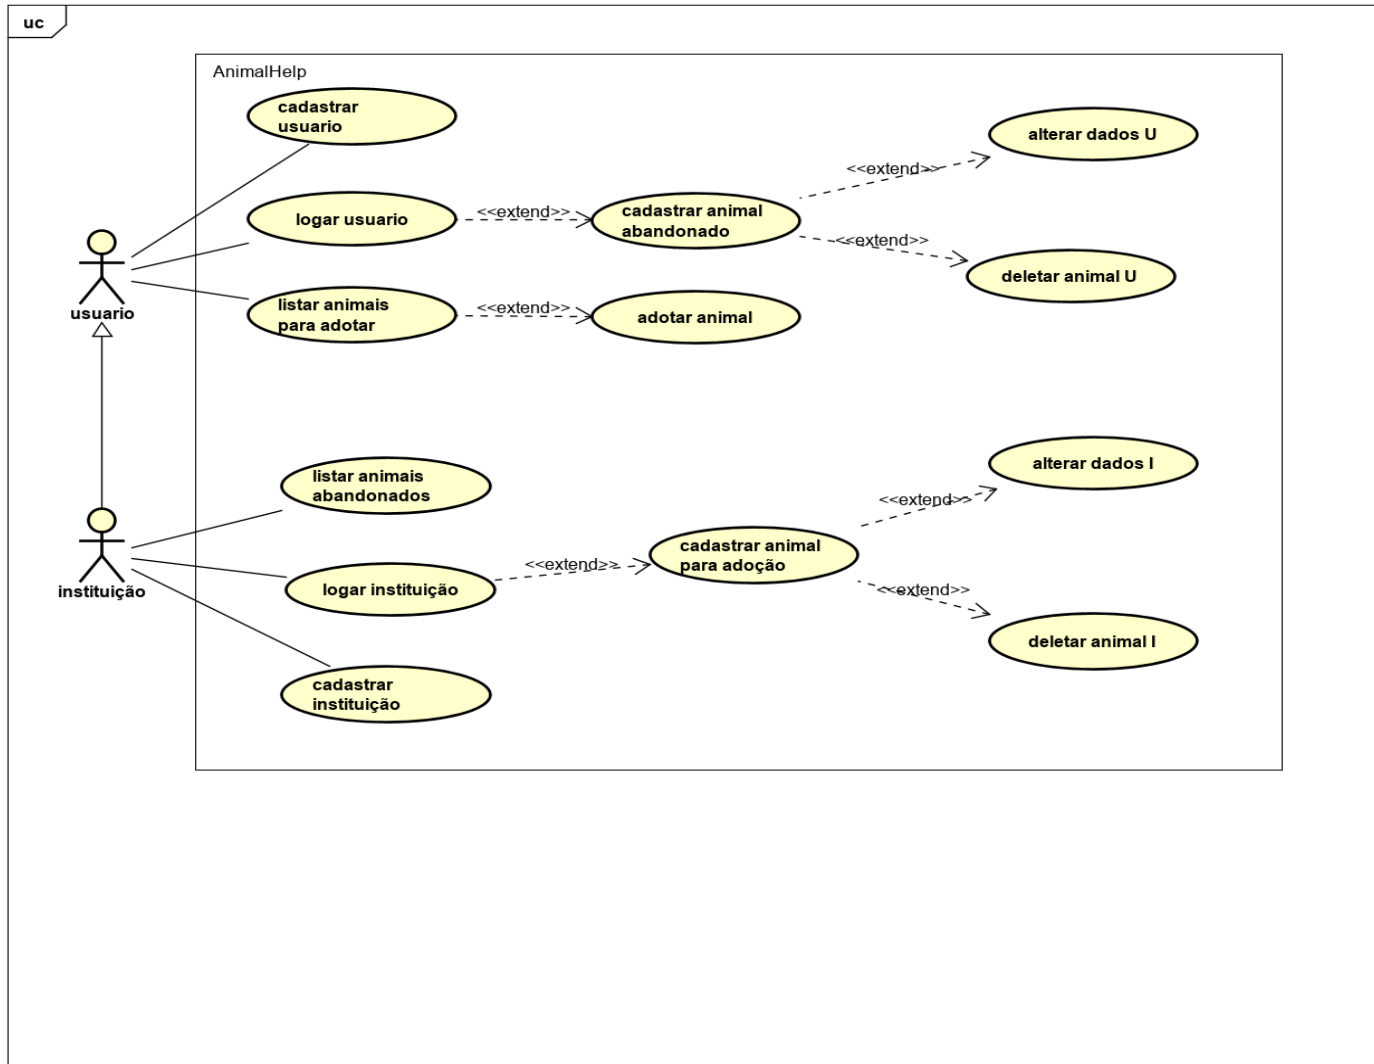 uc
AnimalHelp
cadastrar
usuario
alterar dados U
<<extend>>
logar usuario
<<extend>>
cadastrar animal
abandonado
<<extend>>
deletar animal U
usuario
listar animais
para adotar
<<extend>>
adotar animal
listar animais
abandonados
alterar dados I
<<extend>>
instituição
logar instituição
<<extend>>
cadastrar animal
para adoção
<<extend>>
deletar animal I
cadastrar
instituição